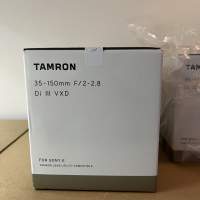 TAMRON
35-150mm F/2-2.8
Di III VXD
FOR SONY E